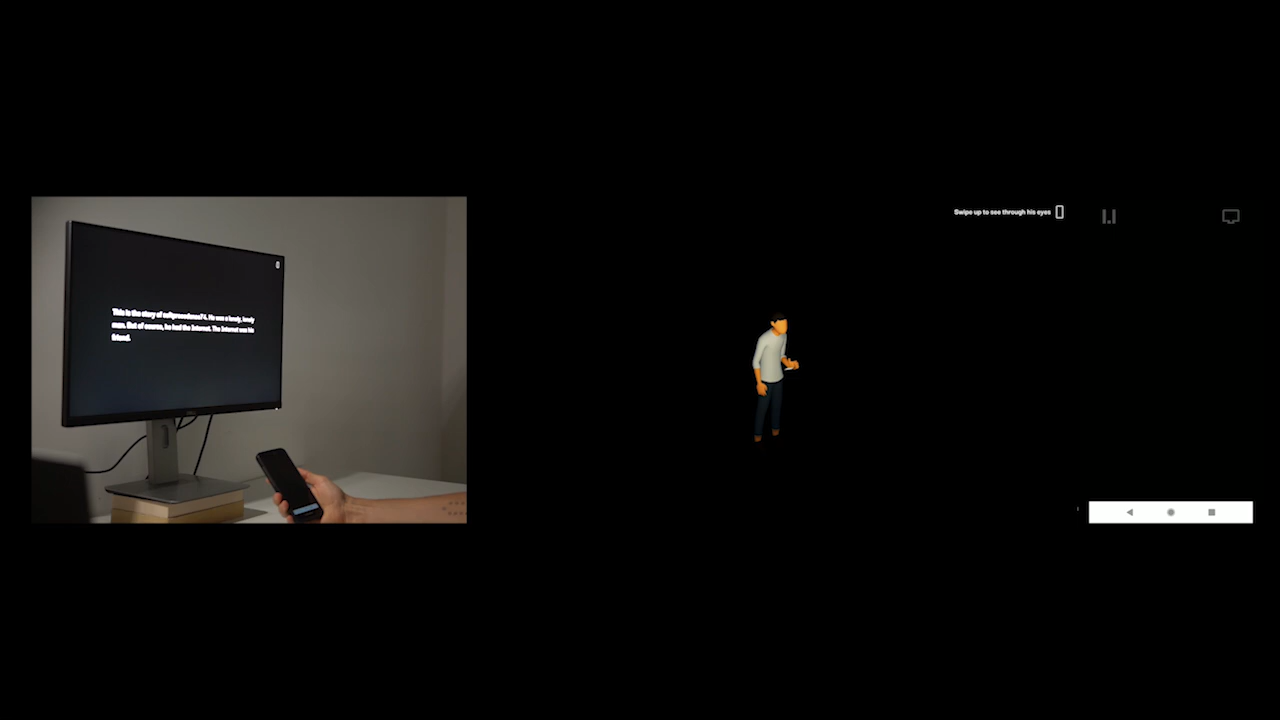 This is the story of
He was a lonely, lonely
man. But of course, he had the Internet. The Internet was his
friend.
Swipe up to see through his eyes